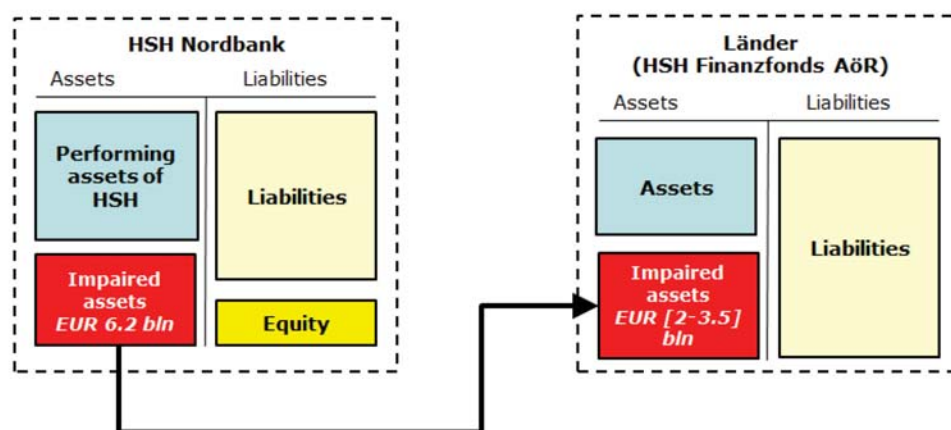 HSH Nordbank
Assets
Liabilities
Performing
assets of
HSH
Liabilities
Impaired
assets
EUR 6.2 bln
Equity
Länder
(HSH Finanzfonds AöR)
Assets
Liabilities
Assets
Liabilities
Impaired
assets
EUR [2-3.5]
bln